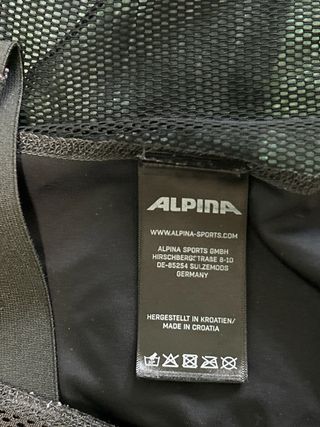 ALPINA
WWW.ALPINA-SPORTS.COM
ALPINA SPORTS GMBH
HIRSCHBERGSTRAßE 8-10
DE-85254 SULZEMOOS
GERMANY
HERGESTELLT IN KROATIEN/
MADE IN CROATIA